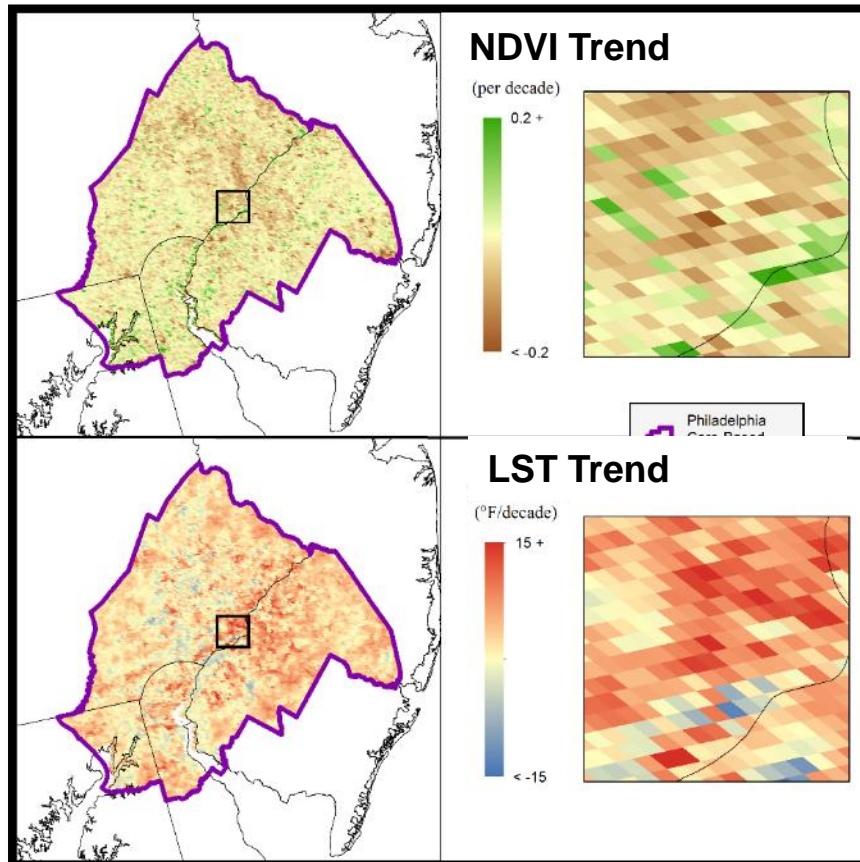 NDVI Trend
(per decade)
0.2 +
< -0.2
Philadelphia
LST Trend
(°F/decade)
15 +
< -15